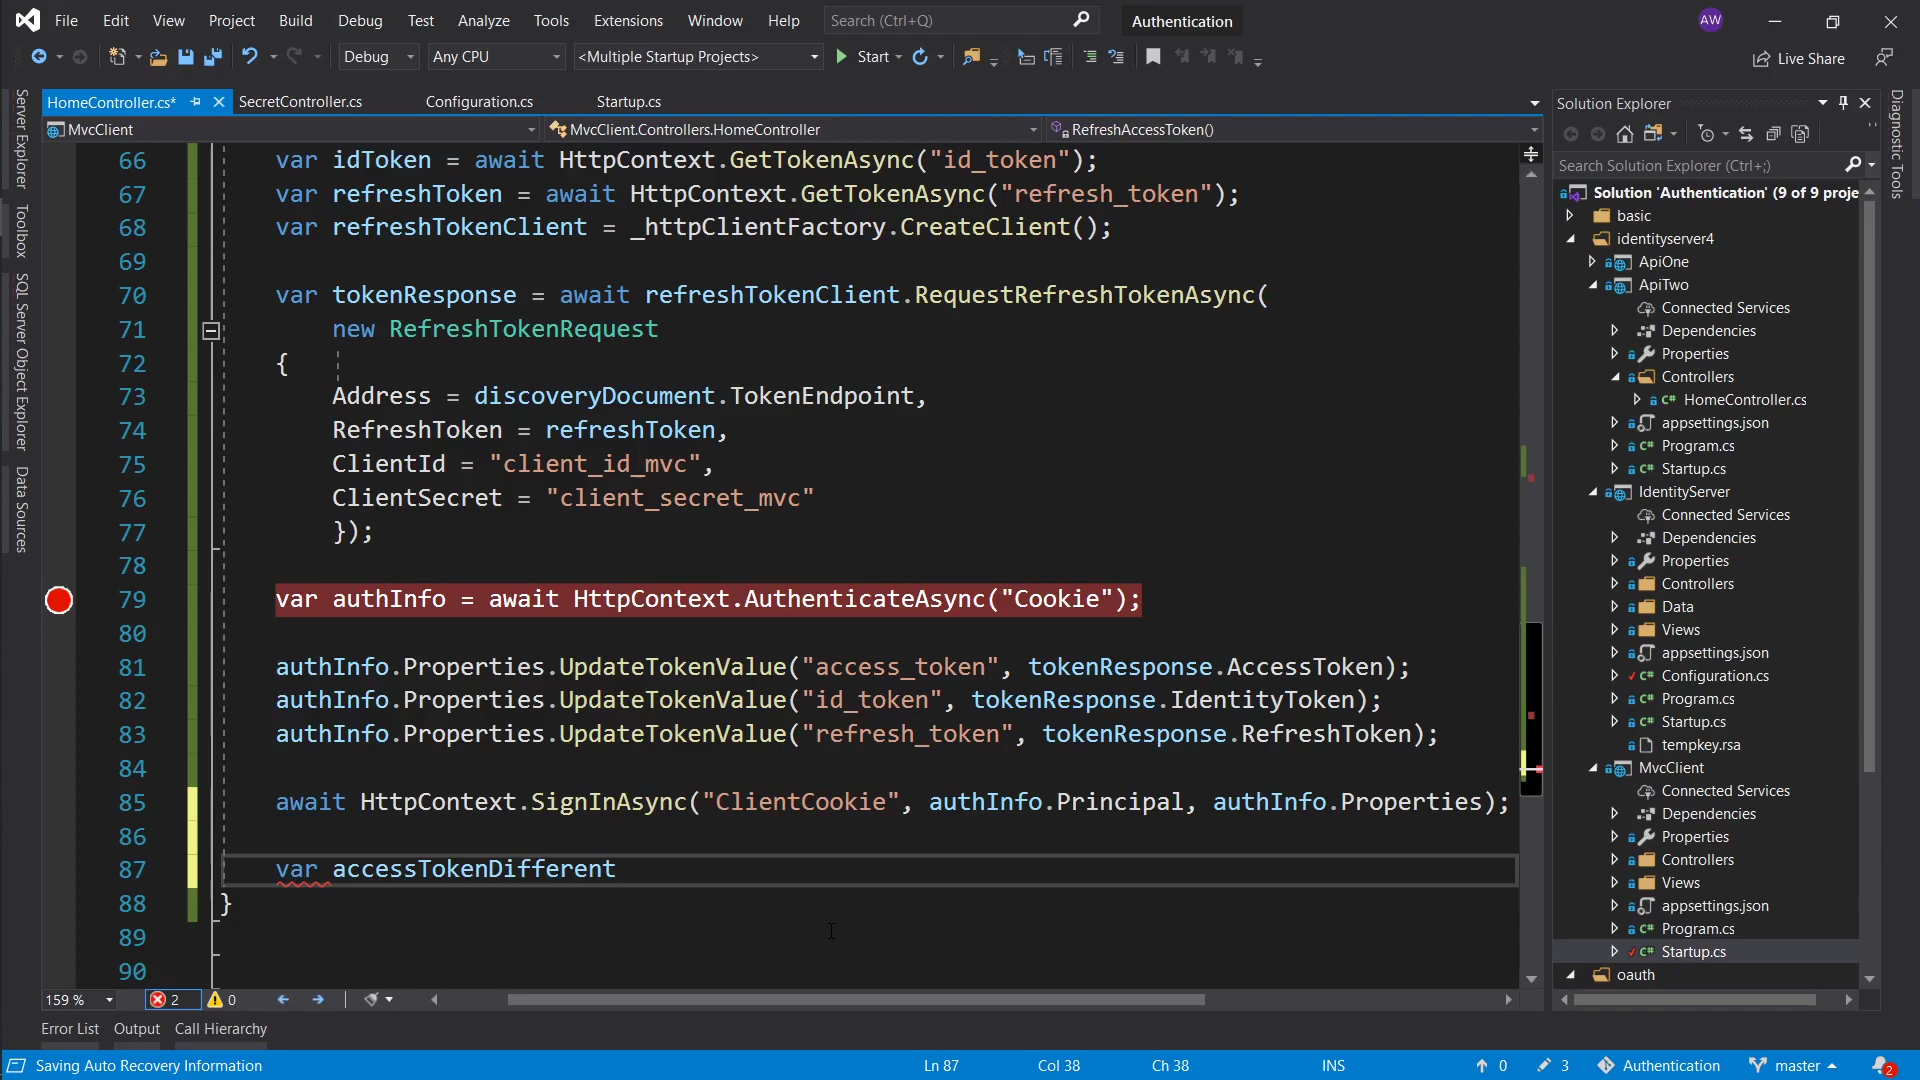 File Edit View Project Build Debug Test Analyze Tools Extensions Window Help Search (Ctrl+Q) Authentication AW
Debug Any CPU <Multiple Startup Projects> Start Live Share
HomeController.cs* SecretController.cs Configuration.cs Startup.cs
MvcClient MvcClient.Controllers.HomeController RefreshAccessToken()
Server Explorer
Toolbox
SQL Server Object Explorer
Data Sources
66 var idToken = await HttpContext.GetTokenAsync("id_token");
67 var refreshToken = await HttpContext.GetTokenAsync("refresh_token");
68 var refreshTokenClient = _httpClientFactory.CreateClient();
69
70 var tokenResponse = await refreshTokenClient.RequestRefreshTokenAsync(
71 new RefreshTokenRequest
72 {
73 Address = discoveryDocument.TokenEndpoint,
74 RefreshToken = refreshToken,
75 ClientId = "client_id_mvc",
76 ClientSecret = "client_secret_mvc"
77 });
78
79 var authInfo = await HttpContext.AuthenticateAsync("Cookie");
80
81 authInfo.Properties.UpdateTokenValue("access_token", tokenResponse.AccessToken);
82 authInfo.Properties.UpdateTokenValue("id_token", tokenResponse.IdentityToken);
83 authInfo.Properties.UpdateTokenValue("refresh_token", tokenResponse.RefreshToken);
84
85 await HttpContext.SignInAsync("ClientCookie", authInfo.Principal, authInfo.Properties);
86
87 var accessTokenDifferent
88 }
89
90
159 % 2 0
Error List Output Call Hierarchy
Solution Explorer
Search Solution Explorer (Ctrl+;)
Solution 'Authentication' (9 of 9 proje
basic
identityserver4
ApiOne
ApiTwo
Connected Services
Dependencies
Properties
Controllers
C# HomeController.cs
appsettings.json
C# Program.cs
C# Startup.cs
IdentityServer
Connected Services
Dependencies
Properties
Controllers
Data
Views
appsettings.json
C# Configuration.cs
C# Program.cs
C# Startup.cs
tempkey.rsa
MvcClient
Connected Services
Dependencies
Properties
Controllers
Views
appsettings.json
C# Program.cs
C# Startup.cs
oauth
Diagnostic Tools
Saving Auto Recovery Information Ln 87 Col 38 Ch 38 INS 0 3 Authentication master 2